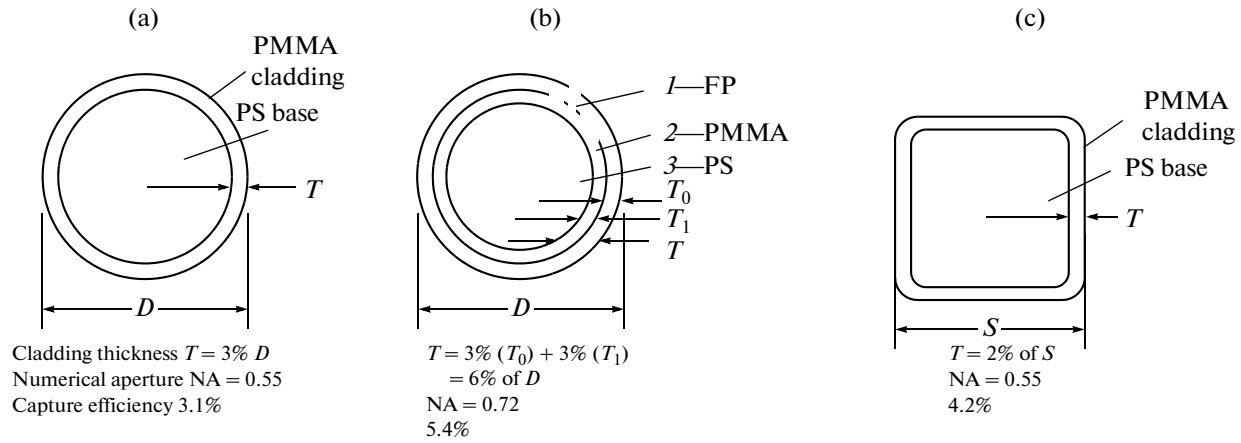 (a)
PMMA
cladding
PS base
T
D
Cladding thickness T = 3% D
Numerical aperture NA = 0.55
Capture efficiency 3.1%
(b)
1—FP
2—PMMA
3—PS
T₀
T₁
T
D
T = 3% (T₀) + 3% (T₁)
= 6% of D
NA = 0.72
5.4%
(c)
PMMA
cladding
PS base
T
S
T = 2% of S
NA = 0.55
4.2%